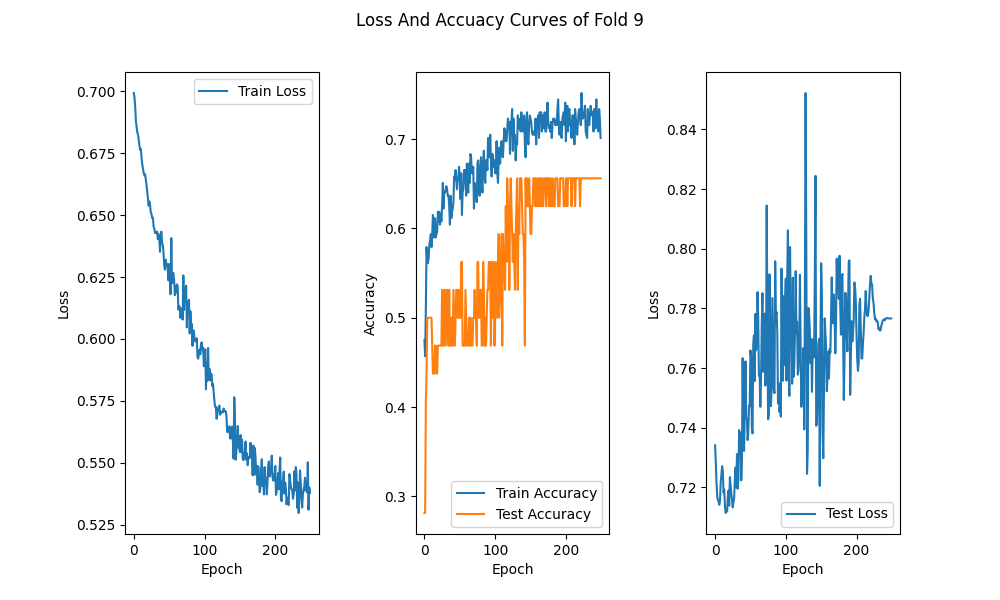 Loss And Accuacy Curves of Fold 9
Loss
0.700
0.675
0.650
0.625
0.600
0.575
0.550
0.525
Train Loss
0
100
200
Epoch
Accuracy
0.7
0.6
0.5
0.4
0.3
Train Accuracy
Test Accuracy
0
100
200
Epoch
Loss
0.84
0.82
0.80
0.78
0.76
0.74
0.72
Test Loss
0
100
200
Epoch